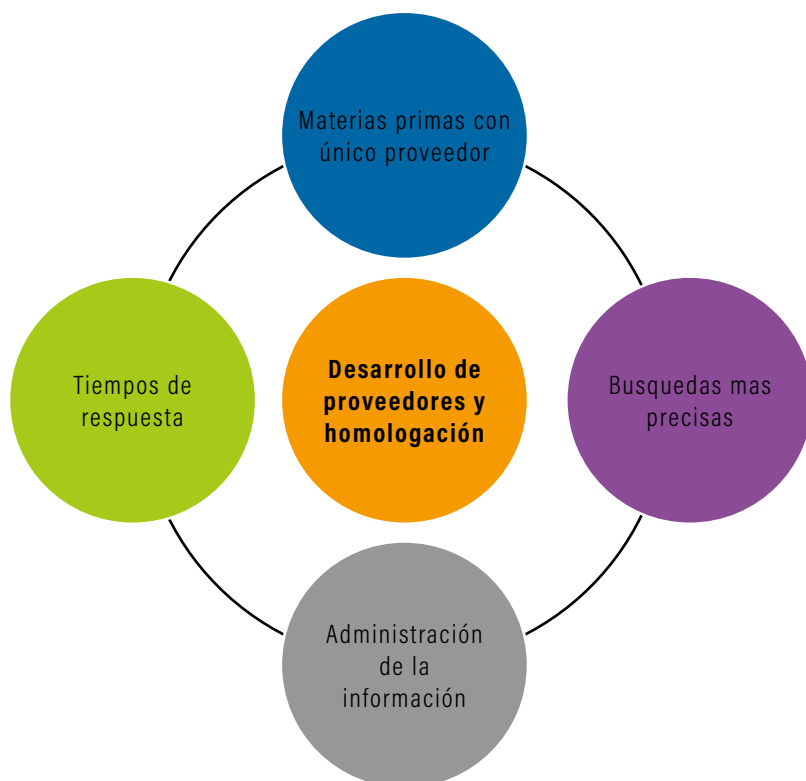 Materias primas con
único proveedor
Tiempos de
respuesta
Desarrollo de
proveedores y
homologación
Busquedas mas
precisas
Administración
de la
información